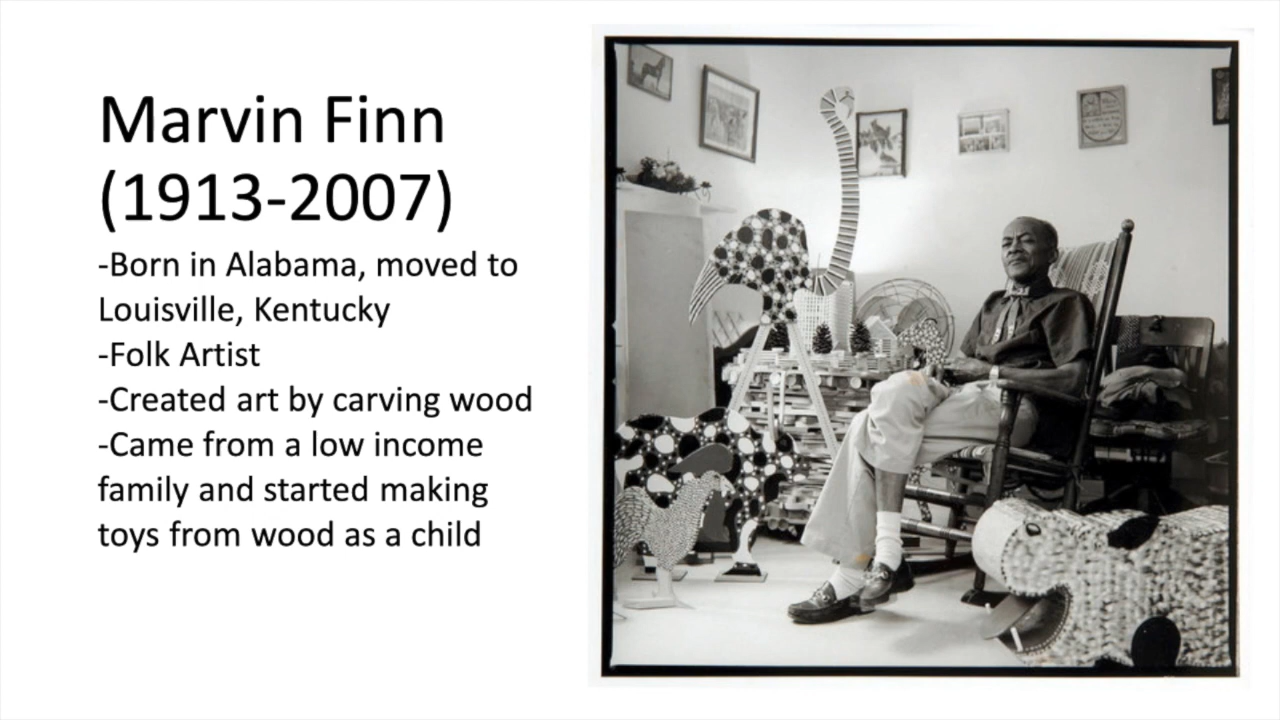 Marvin Finn
(1913-2007)
-Born in Alabama, moved to
Louisville, Kentucky
-Folk Artist
-Created art by carving wood
-Came from a low income
family and started making
toys from wood as a child